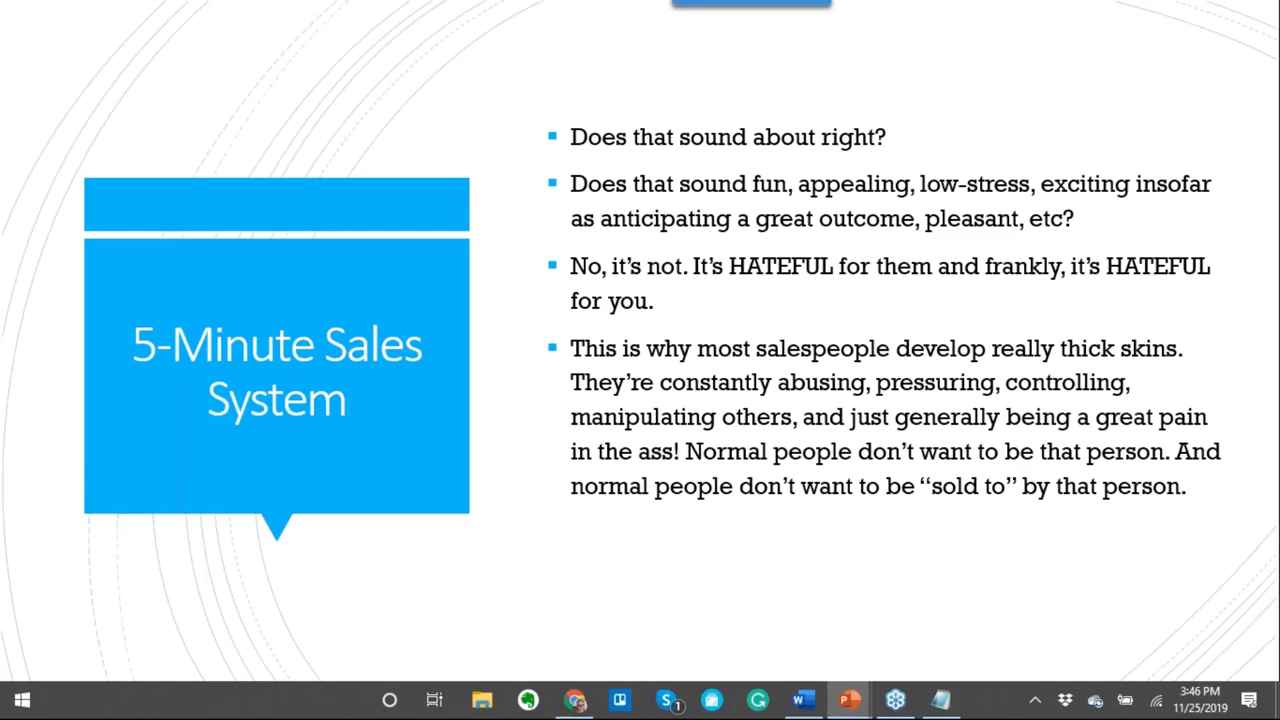 Does that sound about right?
Does that sound fun, appealing, low-stress, exciting insofar
as anticipating a great outcome, pleasant, etc?
No, it’s not. It’s HATEFUL for them and frankly, it’s HATEFUL
for you.
This is why most salespeople develop really thick skins.
They’re constantly abusing, pressuring, controlling,
manipulating others, and just generally being a great pain
in the ass! Normal people don’t want to be that person. And
normal people don’t want to be “sold to” by that person.
5-Minute Sales
System
1
3:46 PM
11/25/2019